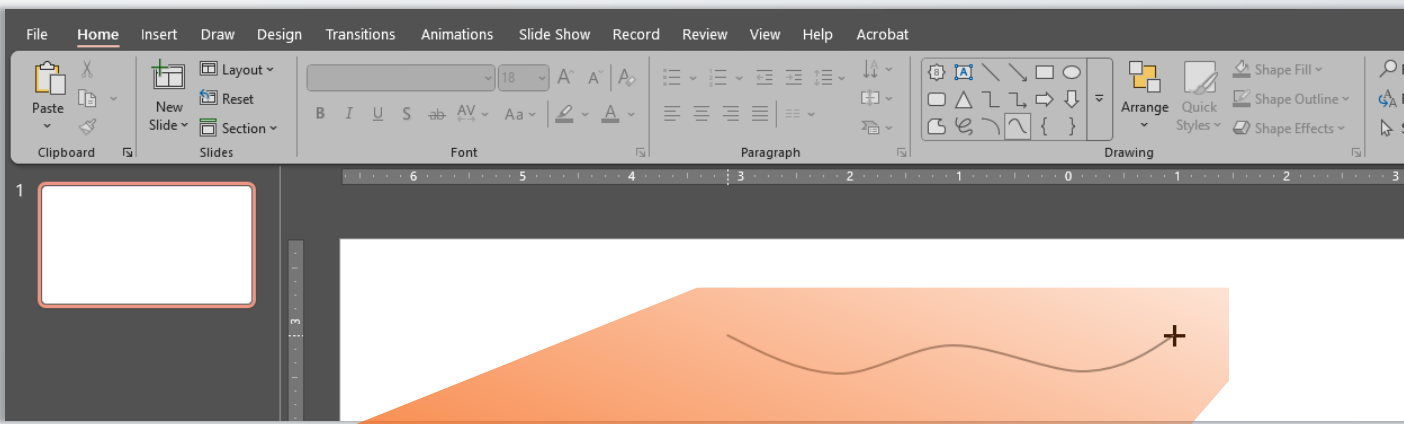 File Home Insert Draw Design Transitions Animations Slide Show Record Review View Help Acrobat
Paste
New
Slide
Layout
Reset
Section
18
B I U S ab AV Aa A
Arrange
Quick
Styles
Shape Fill
Shape Outline
Shape Effects
Clipboard Slides Font Paragraph Drawing
6 5 4 3 2 1 0 1 2 3
1
3